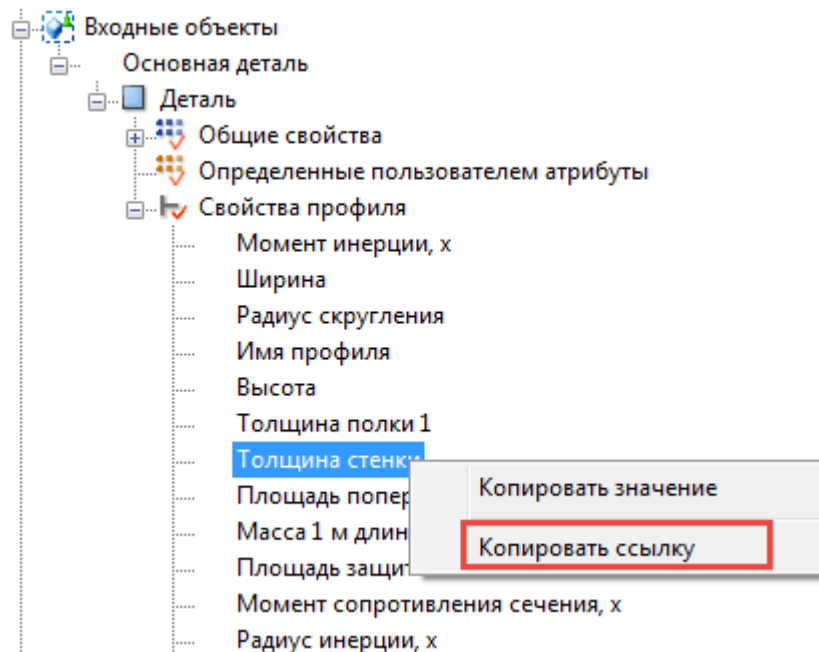 Входные объекты
Основная деталь
Деталь
Общие свойства
Определенные пользователем атрибуты
Свойства профиля
Момент инерции, x
Ширина
Радиус скругления
Имя профиля
Высота
Толщина полки 1
Толщина стенки
Копировать значение
Площадь попер
Масса 1 м длин
Копировать ссылку
Площадь защит
Момент сопротивления сечения, x
Радиус инерции, x